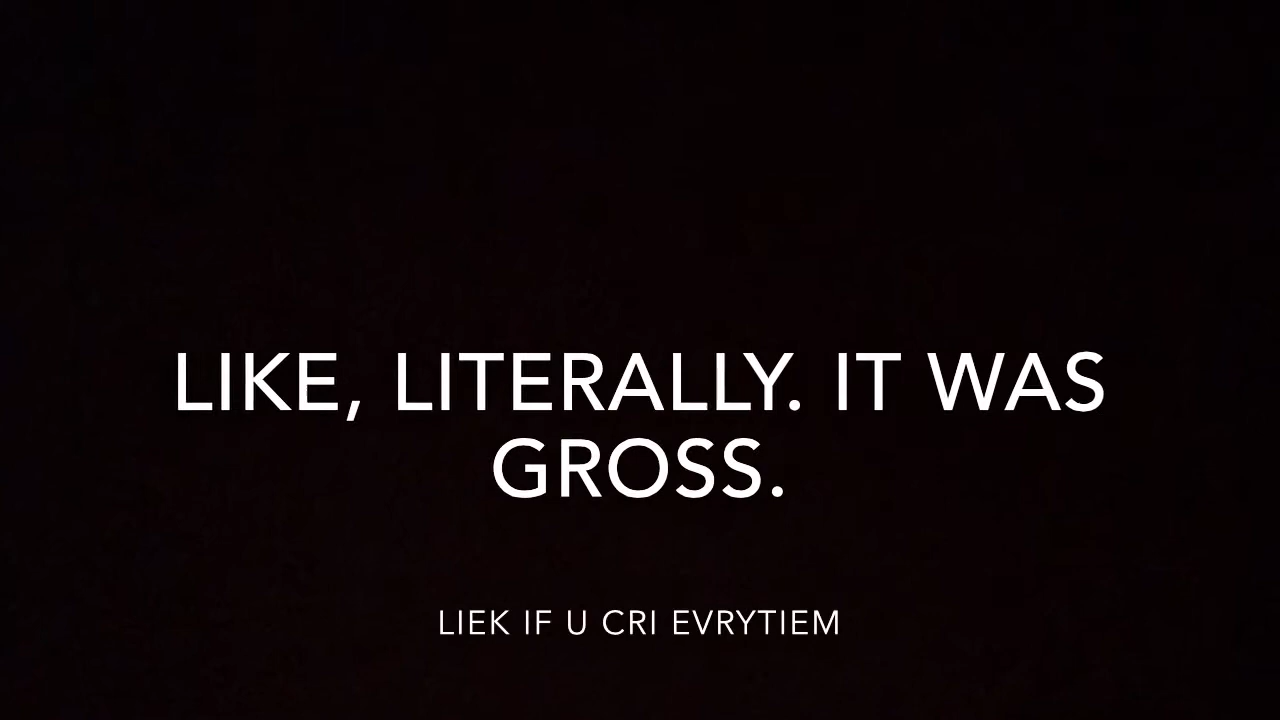 LIKE, LITERALLY. IT WAS
GROSS.
LIEK IF U CRI EVRYTIEM